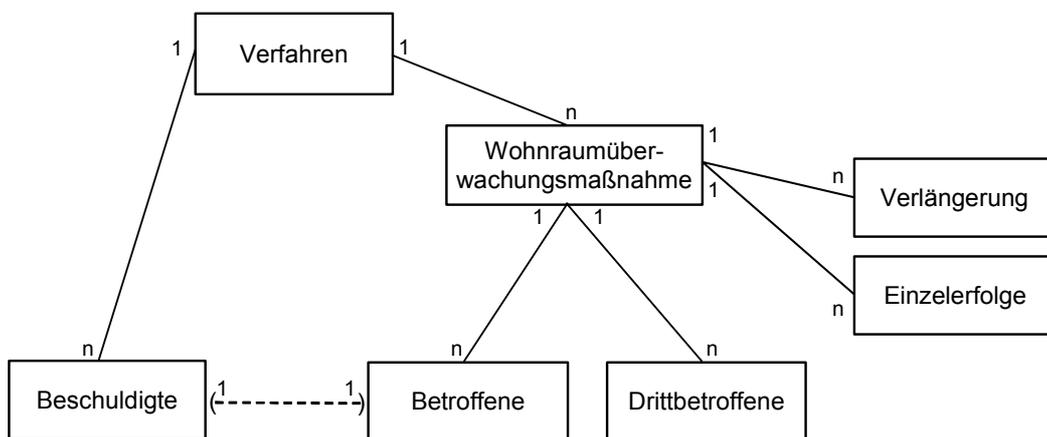 1
Verfahren
1
n
Wohnraumüber-
wachungsmaßnahme
1
1
n
Verlängerung
Einzelerfolge
n
1
1
n
n
n
Beschuldigte
(1
1)
Betroffene
Drittbetroffene